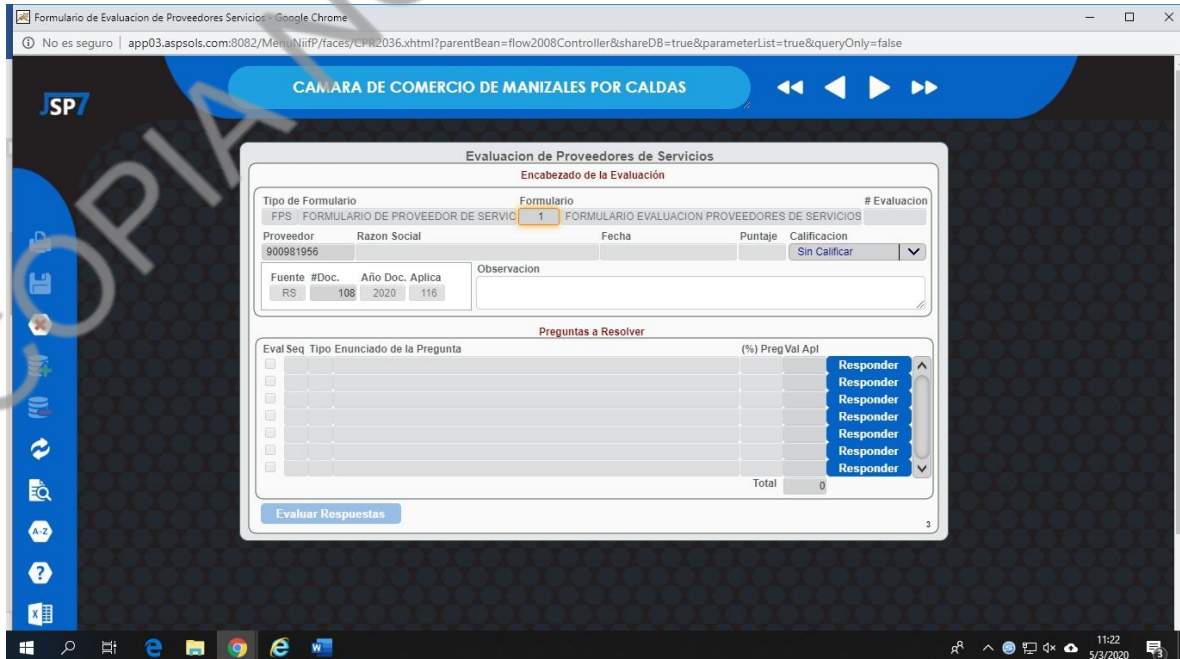 Formulario de Evaluacion de Proveedores Servicios - Google Chrome
No es seguro | app03.aspsols.com:8082/MenuNiifP/faces/CPR2036.xhtml?parentBean=flow2008Controller&shareDB=true&parameterList=true&queryOnly=false
JSP7
CAMARA DE COMERCIO DE MANIZALES POR CALDAS
Evaluacion de Proveedores de Servicios
Encabezado de la Evaluación
Tipo de Formulario Formulario # Evaluacion
FPS FORMULARIO DE PROVEEDOR DE SERVIC 1 FORMULARIO EVALUACION PROVEEDORES DE SERVICIOS
Proveedor Razon Social Fecha Puntaje Calificacion
900981956 Sin Calificar
Fuente #Doc. Año Doc. Aplica Observacion
RS 108 2020 116
Preguntas a Resolver
Eval Seq Tipo Enunciado de la Pregunta (%) Preg Val Apl
Responder
Responder
Responder
Responder
Responder
Responder
Responder
Total 0
Evaluar Respuestas
3
A-Z
?
COPIA NO
11:22
5/3/2020
3